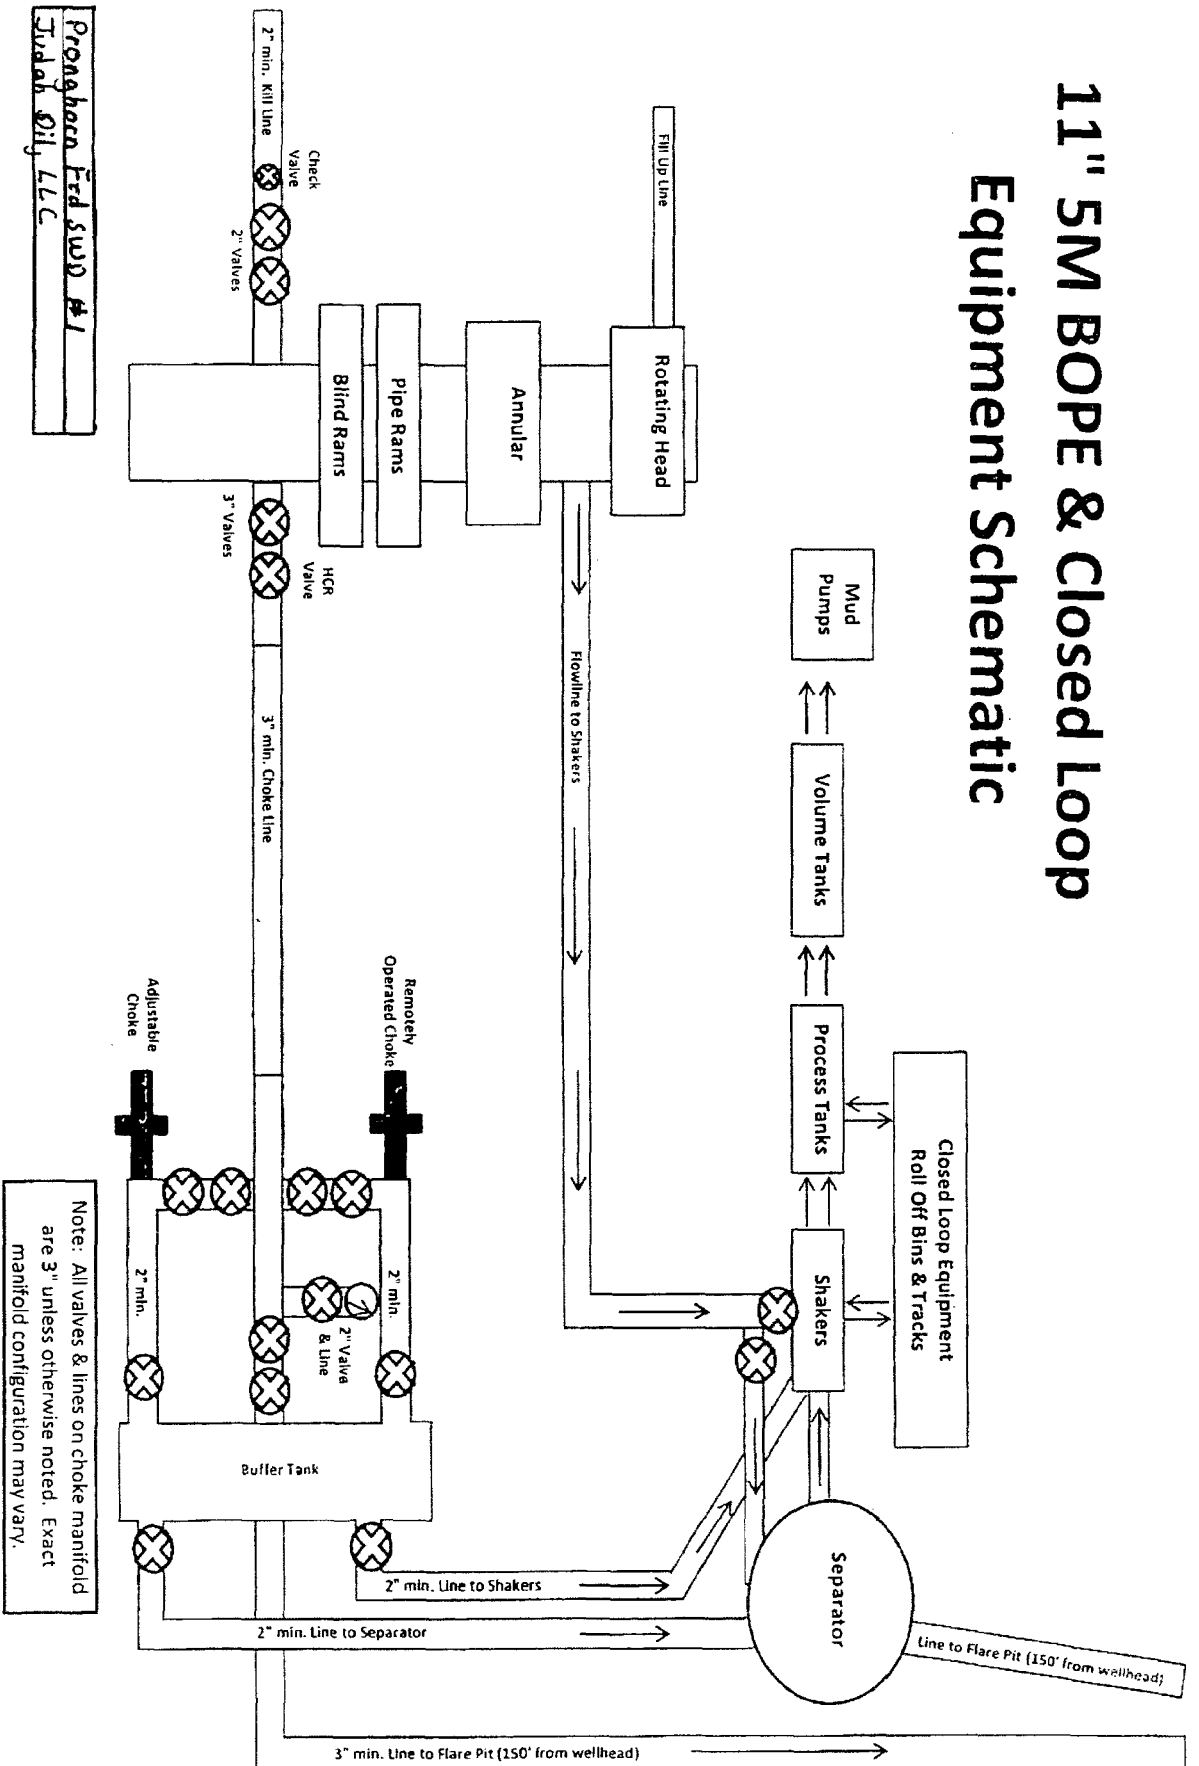 11" 5M BOPE & Closed Loop
Equipment Schematic
Mud
Pumps
Volume Tanks
Process Tanks
Shakers
Closed Loop Equipment
Roll Off Bins & Tracks
Fill Up Line
Rotating Head
Annular
Pipe Rams
Blind Rams
Flowline to Shakers
Separator
Line to Flare Pit (150' from wellhead)
2" min. Kill Line
Check
Valve
2" Valves
3" Valves
HCR
Valve
3" min. Choke Line
Remotely
Operated Choke
Adjustable
Choke
2" min.
2" Valve
& Line
2" min.
Buffer Tank
2" min. Line to Shakers
2" min. Line to Separator
3" min. Line to Flare Pit (150' from wellhead)
Pronghorn Frd SWD #1
Judah Oil, LLC
Note: All valves & lines on choke manifold
are 3" unless otherwise noted. Exact
manifold configuration may vary.